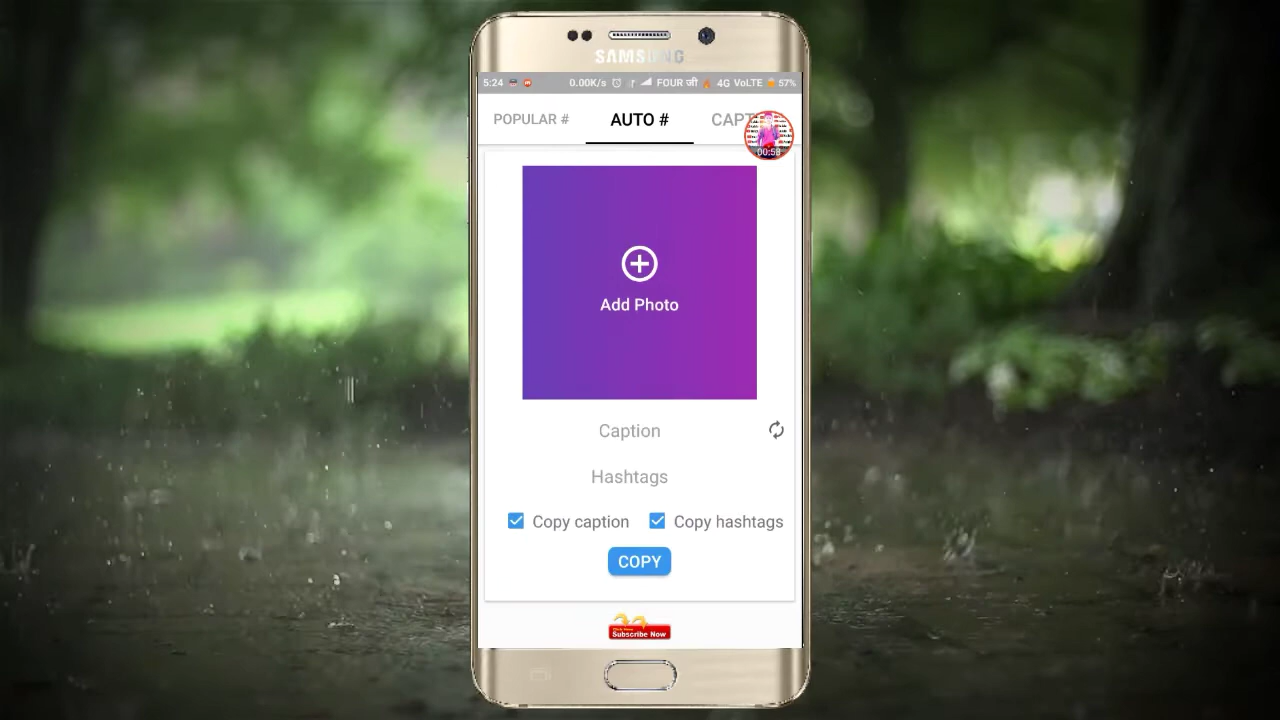 SAMSUNG
5:24 0.00K/s FOUR जी 4G VoLTE 57%
POPULAR # AUTO # CAPT
00:58
Add Photo
Caption
Hashtags
Copy caption Copy hashtags
COPY
Subscribe Now